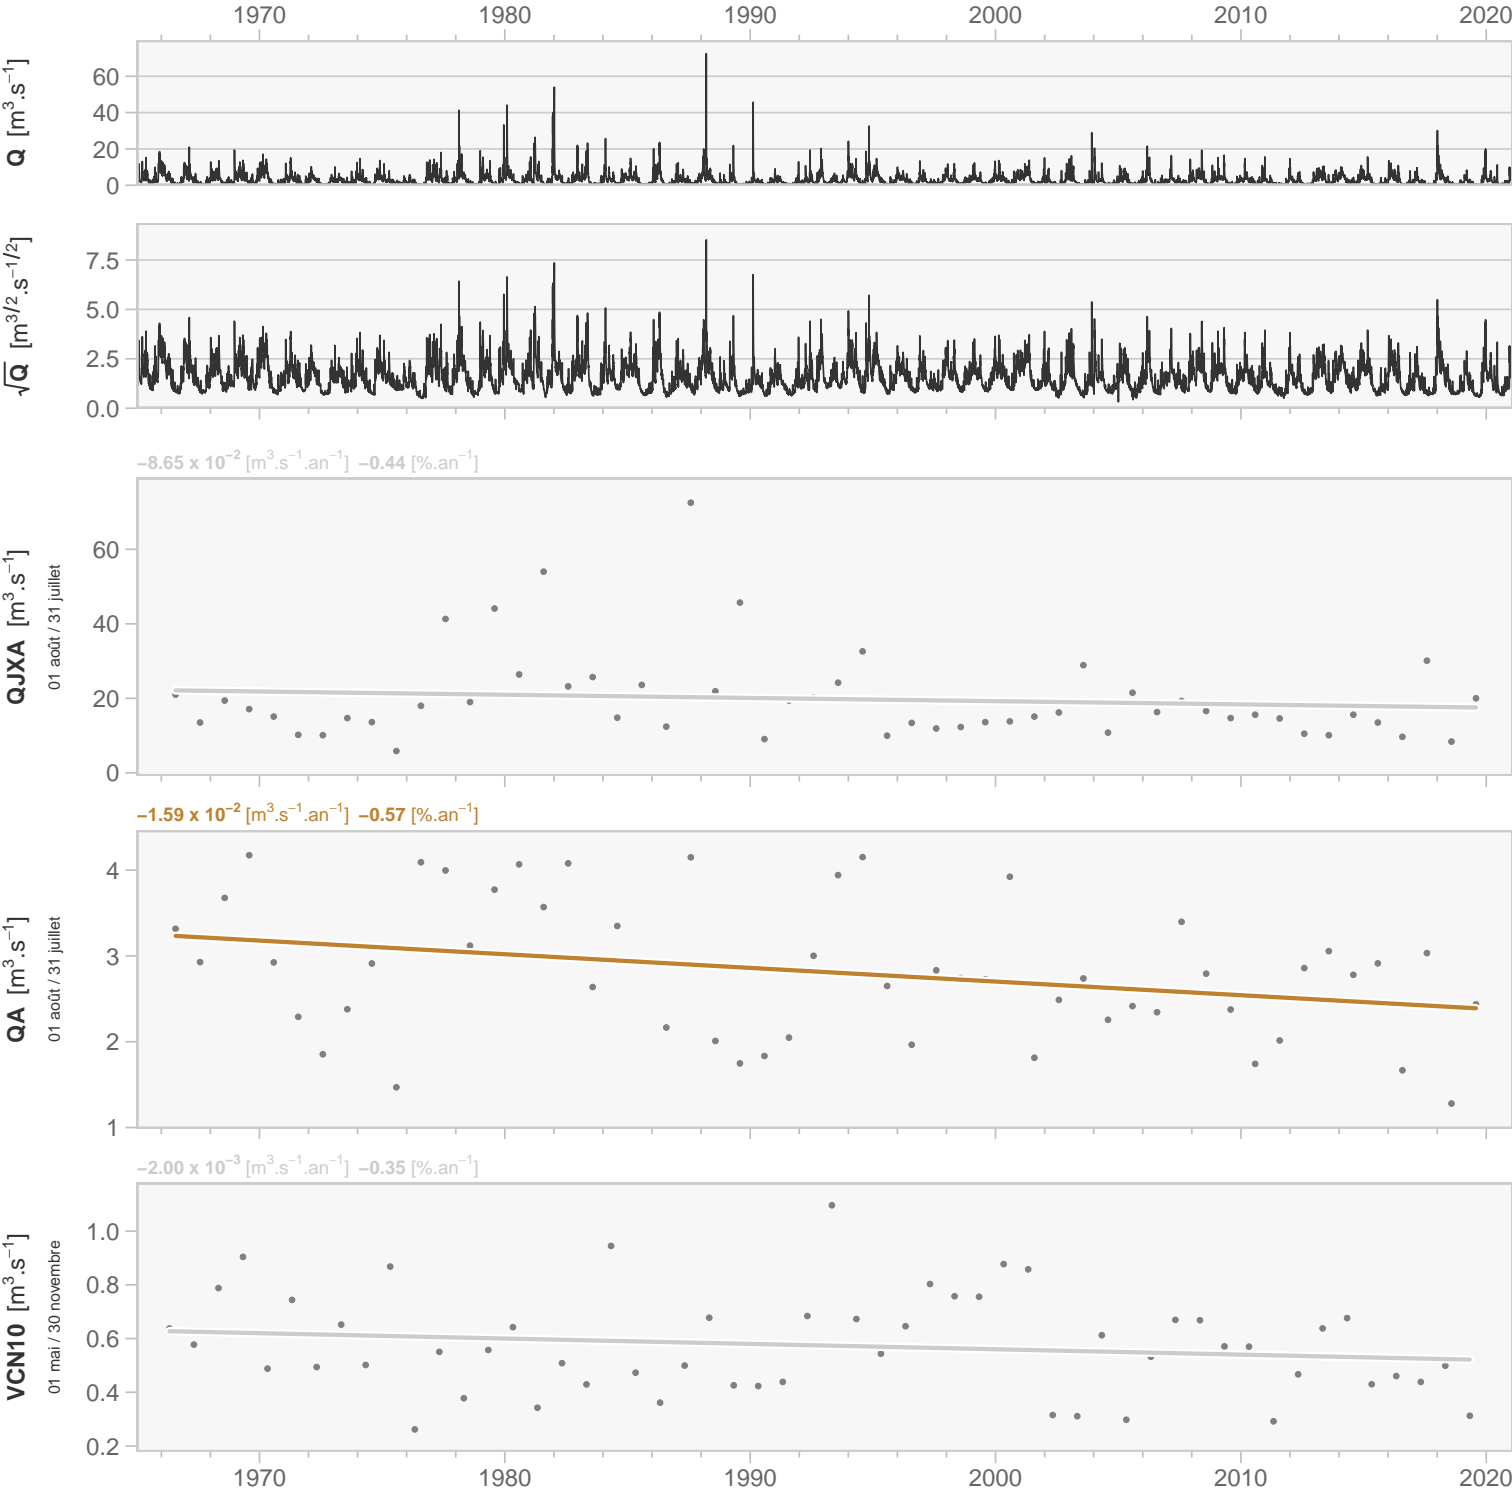 1970 1980 1990 2000 2010 2020
Q [m³.s⁻¹]
60
40
20
0
√Q [m³ᐟ².s⁻¹ᐟ²]
7.5
5.0
2.5
0.0
−8.65 x 10⁻² [m³.s⁻¹.an⁻¹] −0.44 [%.an⁻¹]
QJXA [m³.s⁻¹]
01 août / 31 juillet
60
40
20
0
−1.59 x 10⁻² [m³.s⁻¹.an⁻¹] −0.57 [%.an⁻¹]
QA [m³.s⁻¹]
01 août / 31 juillet
4
3
2
1
−2.00 x 10⁻³ [m³.s⁻¹.an⁻¹] −0.35 [%.an⁻¹]
VCN10 [m³.s⁻¹]
01 mai / 30 novembre
1.0
0.8
0.6
0.4
0.2
1970 1980 1990 2000 2010 2020